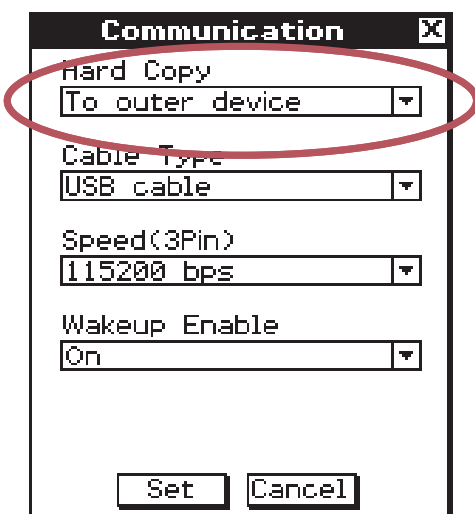 Communication X
Hard Copy
To outer device
Cable Type
USB cable
Speed(3Pin)
115200 bps
Wakeup Enable
On
Set Cancel